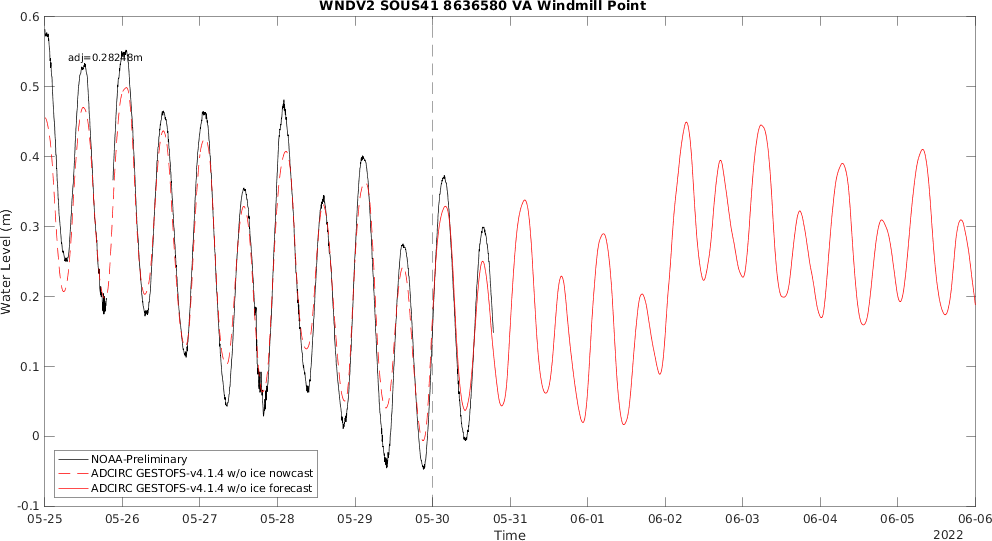 WNDV2 SOUS41 8636580 VA Windmill Point
adj=0.28248m
0.6
0.5
0.4
0.3
0.2
0.1
0
-0.1
Water Level (m)
NOAA-Preliminary
ADCIRC GESTOFS-v4.1.4 w/o ice nowcast
ADCIRC GESTOFS-v4.1.4 w/o ice forecast
05-25 05-26 05-27 05-28 05-29 05-30 05-31 06-01 06-02 06-03 06-04 06-05 06-06
Time
2022